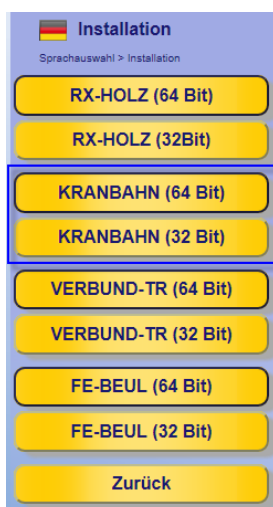 Installation
Sprachauswahl > Installation
RX-HOLZ (64 Bit)
RX-HOLZ (32Bit)
KRANBAHN (64 Bit)
KRANBAHN (32 Bit)
VERBUND-TR (64 Bit)
VERBUND-TR (32 Bit)
FE-BEUL (64 Bit)
FE-BEUL (32 Bit)
Zurück